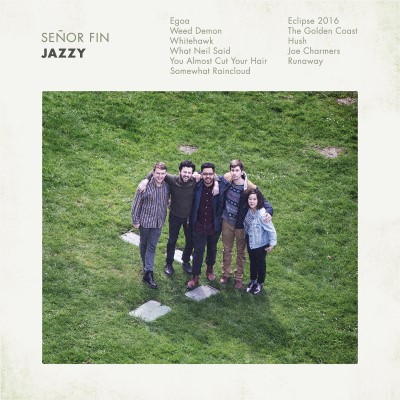 SEÑOR FIN
JAZZY
Egoa
Weed Demon
Whitehawk
What Neil Said
You Almost Cut Your Hair
Somewhat Raincloud
Eclipse 2016
The Golden Coast
Hush
Joe Charmers
Runaway